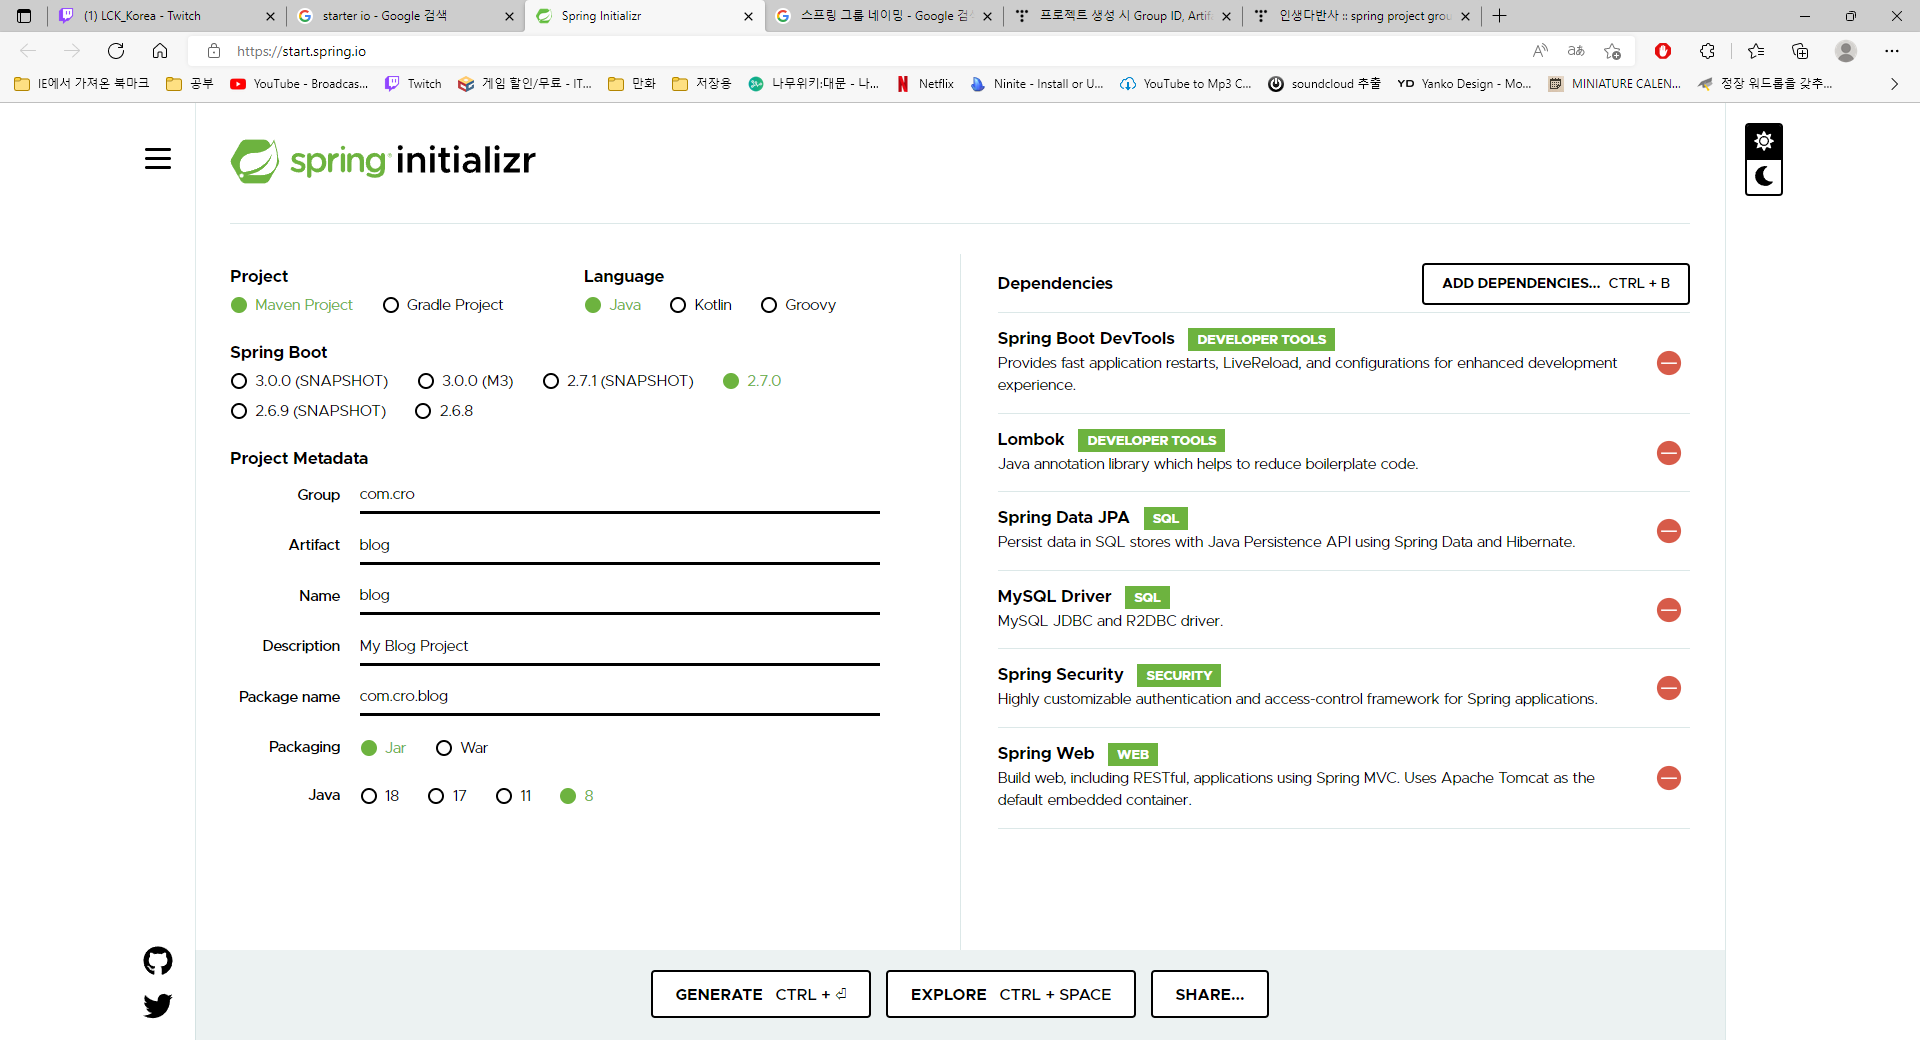 (1) LCK_Korea - Twitch
starter io - Google 검색
Spring Initializr
스프링 그룹 네이밍 - Google 검색
프로젝트 생성 시 Group ID, Artif
인생다반사 :: spring project grou
https://start.spring.io
IE에서 가져온 북마크
공부
YouTube - Broadcas...
Twitch
게임 할인/무료 - IT...
만화
저장용
나무위키:대문 - 나...
Netflix
Ninite - Install or U...
YouTube to Mp3 C...
soundcloud 추출
YD Yanko Design - Mo...
MINIATURE CALEN...
정장 워드롭을 갖추...
spring initializr
Project
Maven Project
Gradle Project
Language
Java
Kotlin
Groovy
Spring Boot
3.0.0 (SNAPSHOT)
3.0.0 (M3)
2.7.1 (SNAPSHOT)
2.7.0
2.6.9 (SNAPSHOT)
2.6.8
Project Metadata
Group com.cro
Artifact blog
Name blog
Description My Blog Project
Package name com.cro.blog
Packaging Jar War
Java 18 17 11 8
Dependencies
ADD DEPENDENCIES... CTRL + B
Spring Boot DevTools DEVELOPER TOOLS
Provides fast application restarts, LiveReload, and configurations for enhanced development
experience.
Lombok DEVELOPER TOOLS
Java annotation library which helps to reduce boilerplate code.
Spring Data JPA SQL
Persist data in SQL stores with Java Persistence API using Spring Data and Hibernate.
MySQL Driver SQL
MySQL JDBC and R2DBC driver.
Spring Security SECURITY
Highly customizable authentication and access-control framework for Spring applications.
Spring Web WEB
Build web, including RESTful, applications using Spring MVC. Uses Apache Tomcat as the
default embedded container.
GENERATE CTRL + ⏎
EXPLORE CTRL + SPACE
SHARE...